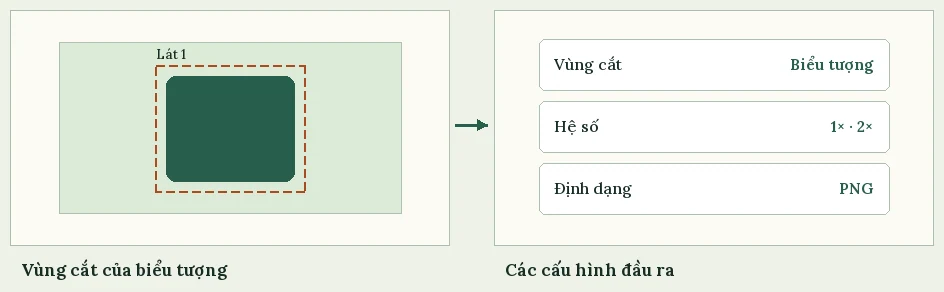 Lát 1
Vùng cắt của biểu tượng
Vùng cắt Biểu tượng
Hệ số 1× · 2×
Định dạng PNG
Các cấu hình đầu ra